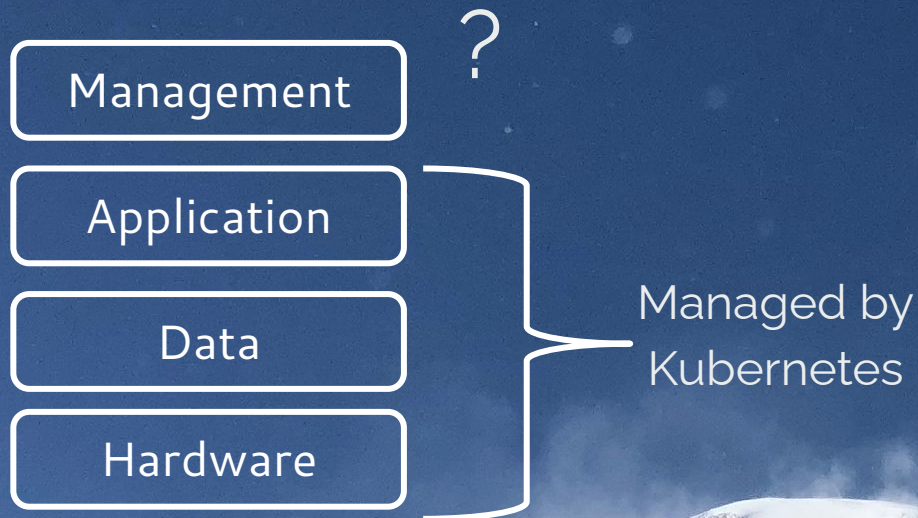 ?
Management
Application
Data
Hardware
Managed by
Kubernetes